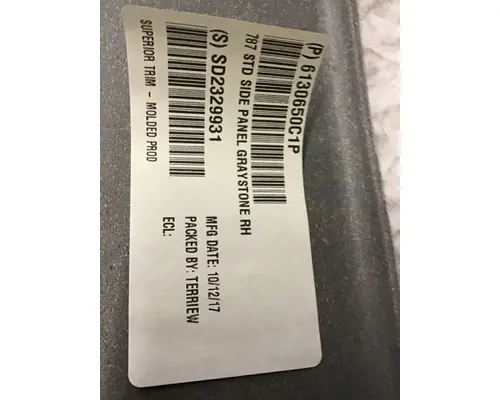 (P) 6130650C1P
787 STD SIDE PANEL GRAYSTONE RH
(S) SD2329931
SUPERIOR TRIM - MOLDED PROD
MFG DATE: 10/12/17
PACKED BY: TERRIEW
ECL: